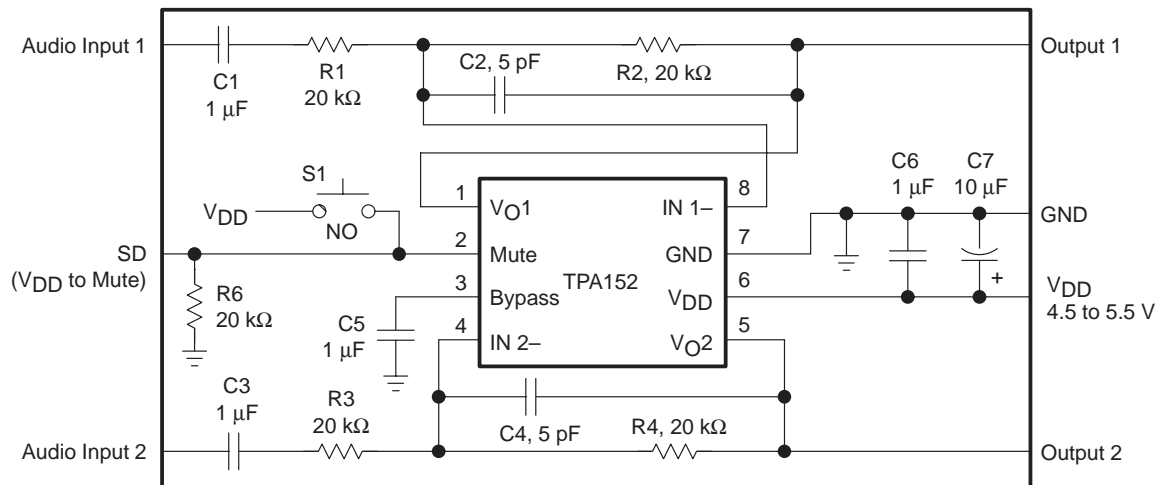 Audio Input 1
C1
1 μF
R1
20 kΩ
C2, 5 pF
R2, 20 kΩ
Output 1
S1
VDD
NO
SD
(VDD to Mute)
R6
20 kΩ
C5
1 μF
1
2
3
4
VO1
Mute
Bypass
IN 2–
TPA152
IN 1–
GND
VDD
VO2
8
7
6
5
C6
1 μF
C7
10 μF
+
GND
VDD
4.5 to 5.5 V
C3
1 μF
R3
20 kΩ
C4, 5 pF
R4, 20 kΩ
Audio Input 2
Output 2